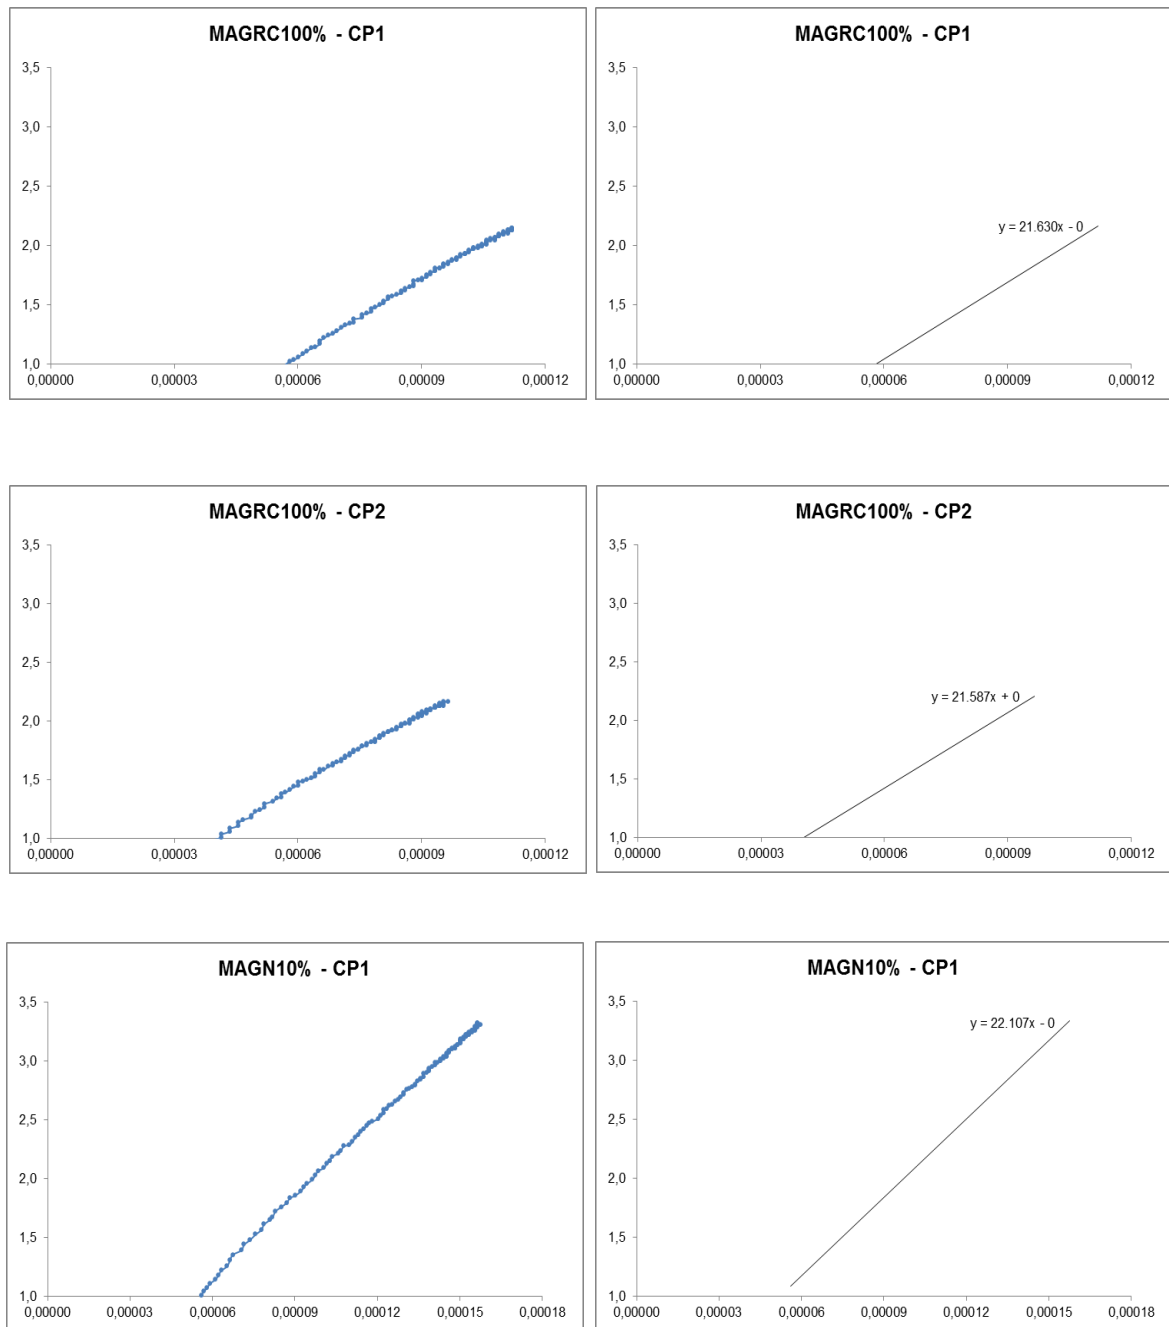 MAGRC100% - CP1
3,5
3,0
2,5
2,0
1,5
1,0
0,00000 0,00003 0,00006 0,00009 0,00012
MAGRC100% - CP1
3,5
3,0
2,5
y = 21.630x - 0
2,0
1,5
1,0
0,00000 0,00003 0,00006 0,00009 0,00012
MAGRC100% - CP2
3,5
3,0
2,5
2,0
1,5
1,0
0,00000 0,00003 0,00006 0,00009 0,00012
MAGRC100% - CP2
3,5
3,0
2,5
y = 21.587x + 0
2,0
1,5
1,0
0,00000 0,00003 0,00006 0,00009 0,00012
MAGN10% - CP1
3,5
3,0
2,5
2,0
1,5
1,0
0,00000 0,00003 0,00006 0,00009 0,00012 0,00015 0,00018
MAGN10% - CP1
3,5
y = 22.107x - 0
3,0
2,5
2,0
1,5
1,0
0,00000 0,00003 0,00006 0,00009 0,00012 0,00015 0,00018